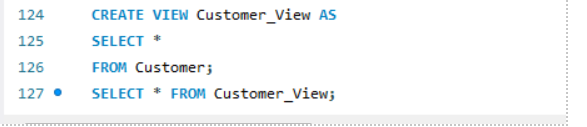 124 CREATE VIEW Customer_View AS
125 SELECT *
126 FROM Customer;
127 SELECT * FROM Customer_View;